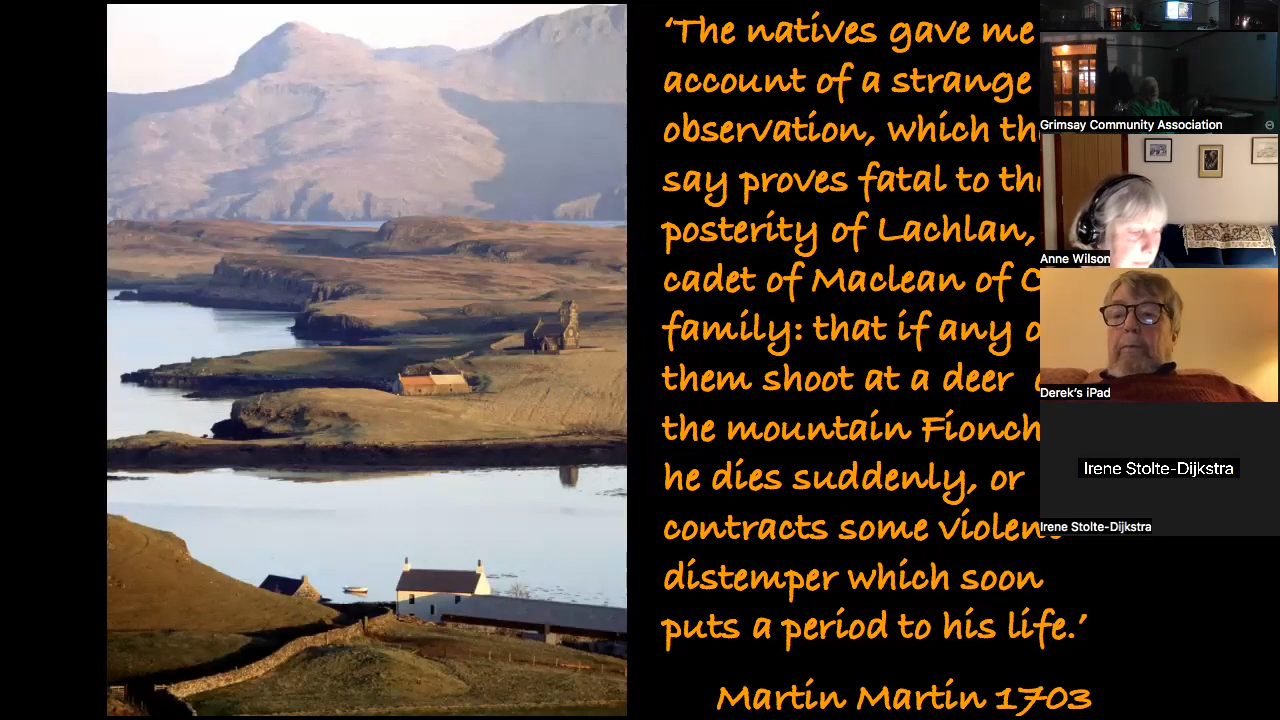 ‘The natives gave me
account of a strange
observation, which
say proves fatal to
posterity of Lachlan,
cadet of Maclean of
family: that if any
them shoot at a deer
the mountain
he dies suddenly, or
contracts some
distemper which soon
puts a period to his life.’
Martin Martin 1703
Grimsay Community Association
Anne Wilson
Derek’s iPad
Irene Stolte-Dijkstra
Irene Stolte-Dijkstra